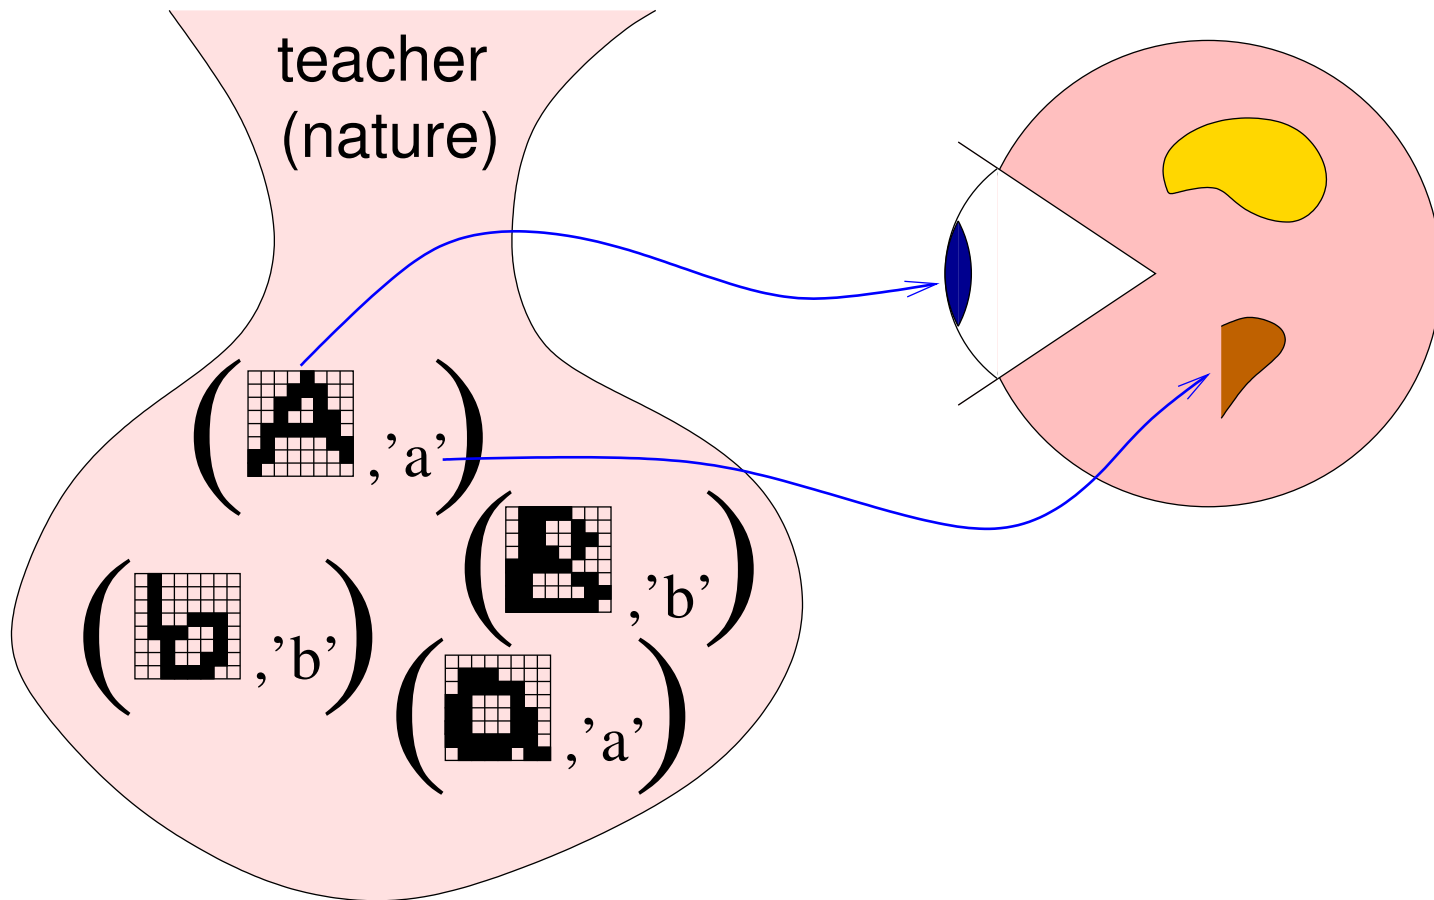 teacher
(nature)
(A ,’a’)
(B ,’b’)
(b ,’b’)
(a ,’a’)